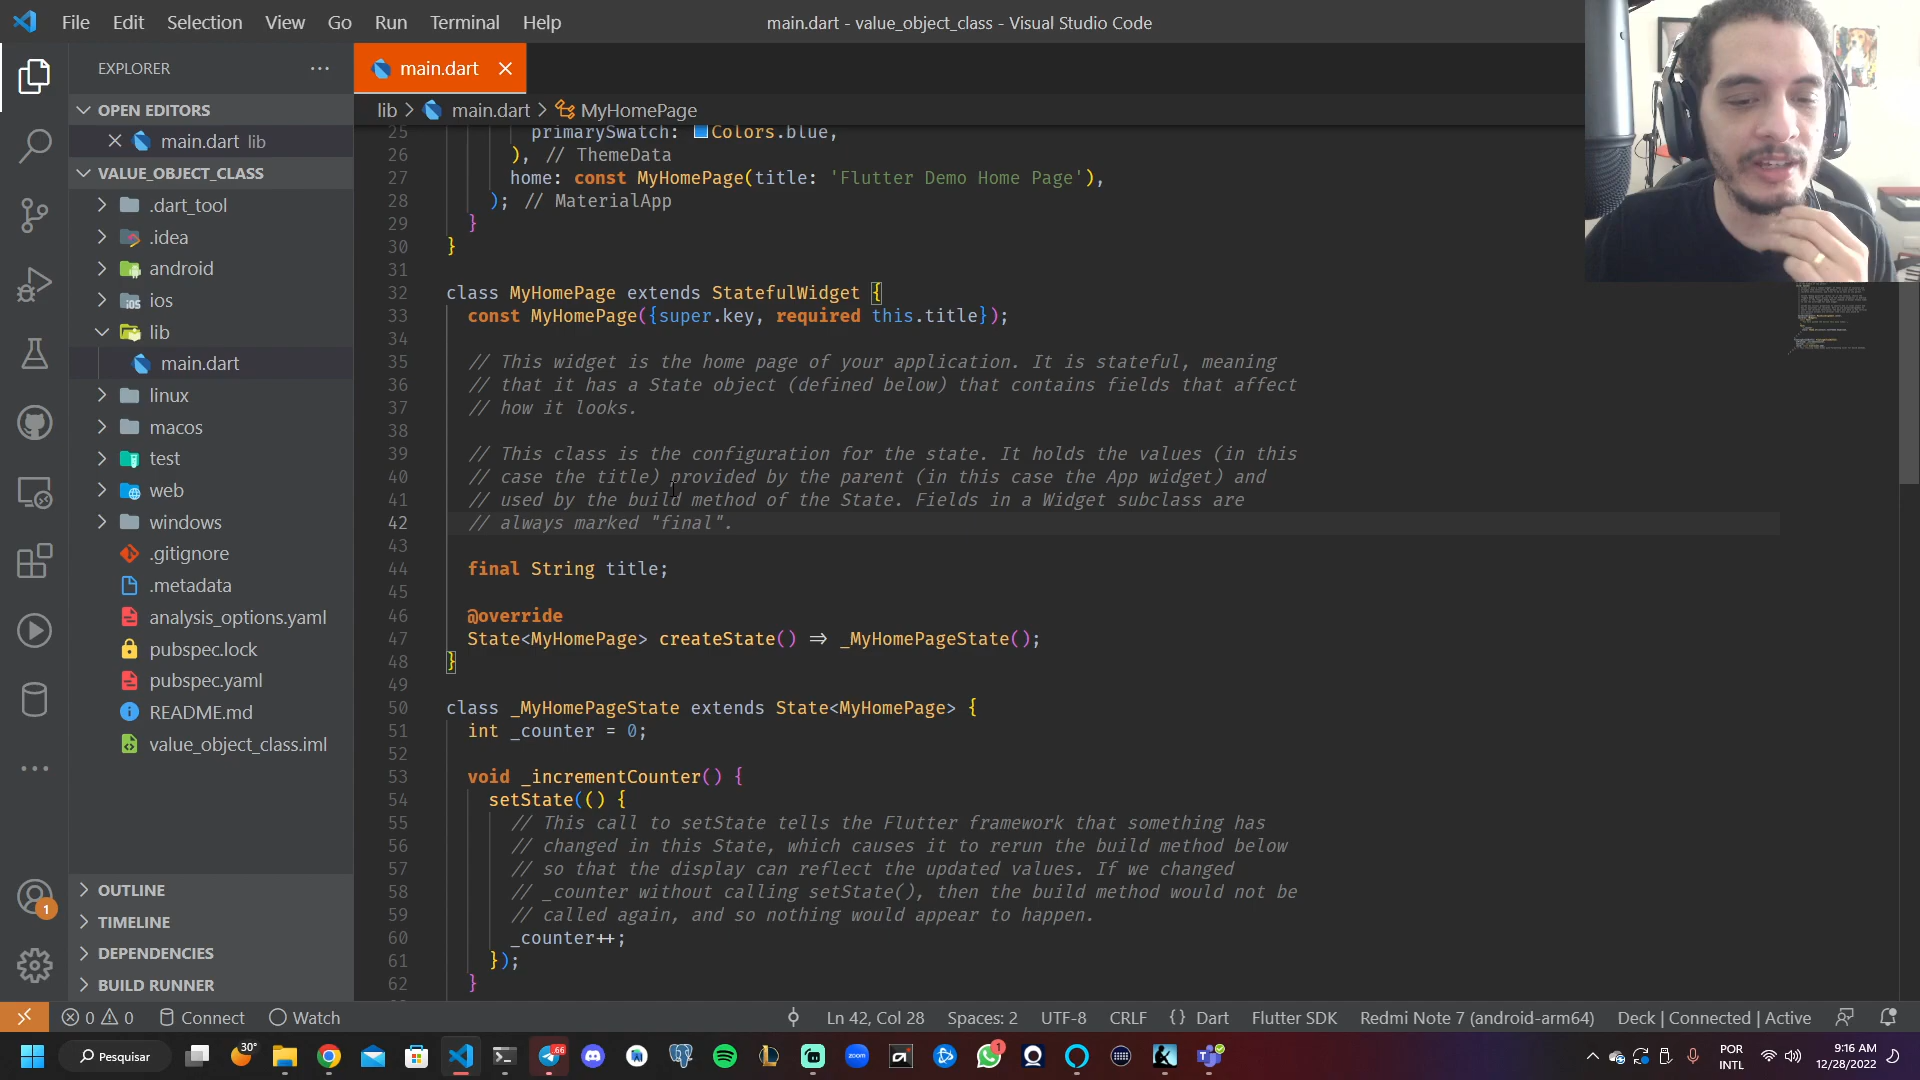 File Edit Selection View Go Run Terminal Help
main.dart - value_object_class - Visual Studio Code
EXPLORER
main.dart
OPEN EDITORS
main.dart lib
VALUE_OBJECT_CLASS
.dart_tool
.idea
android
ios
lib
main.dart
linux
macos
test
web
windows
.gitignore
.metadata
analysis_options.yaml
pubspec.lock
pubspec.yaml
README.md
value_object_class.iml
OUTLINE
TIMELINE
DEPENDENCIES
BUILD RUNNER
lib > main.dart > MyHomePage
25 primarySwatch: Colors.blue,
26 ), // ThemeData
27 home: const MyHomePage(title: 'Flutter Demo Home Page'),
28 ); // MaterialApp
29 }
30 }
31
32 class MyHomePage extends StatefulWidget {
33 const MyHomePage({super.key, required this.title});
34
35 // This widget is the home page of your application. It is stateful, meaning
36 // that it has a State object (defined below) that contains fields that affect
37 // how it looks.
38
39 // This class is the configuration for the state. It holds the values (in this
40 // case the title) provided by the parent (in this case the App widget) and
41 // used by the build method of the State. Fields in a Widget subclass are
42 // always marked "final".
43
44 final String title;
45
46 @override
47 State<MyHomePage> createState() => _MyHomePageState();
48 }
49
50 class _MyHomePageState extends State<MyHomePage> {
51 int _counter = 0;
52
53 void _incrementCounter() {
54 setState(() {
55 // This call to setState tells the Flutter framework that something has
56 // changed in this State, which causes it to rerun the build method below
57 // so that the display can reflect the updated values. If we changed
58 // _counter without calling setState(), then the build method would not be
59 // called again, and so nothing would appear to happen.
60 _counter++;
61 });
62 }
1
0 0 Connect Watch
Ln 42, Col 28 Spaces: 2 UTF-8 CRLF {} Dart Flutter SDK Redmi Note 7 (android-arm64) Deck | Connected | Active
Pesquisar
30°
66
zoom
1
POR
INTL
9:16 AM
12/28/2022